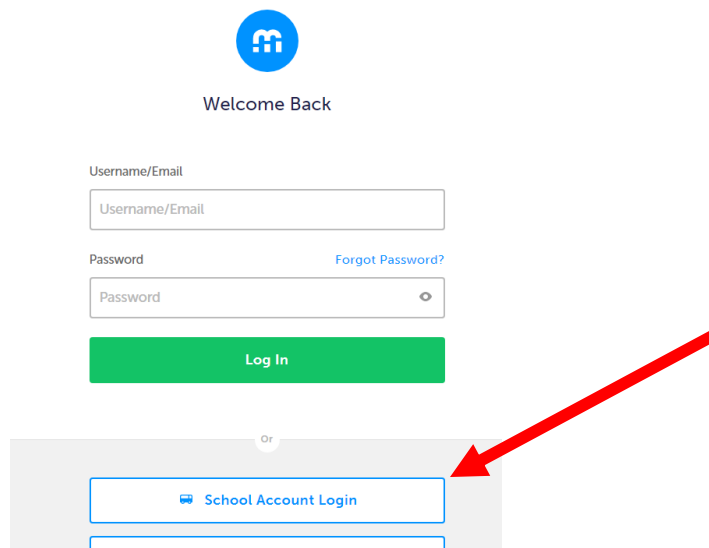 Welcome Back
Username/Email
Username/Email
Password Forgot Password?
Password
Log In
Or
School Account Login